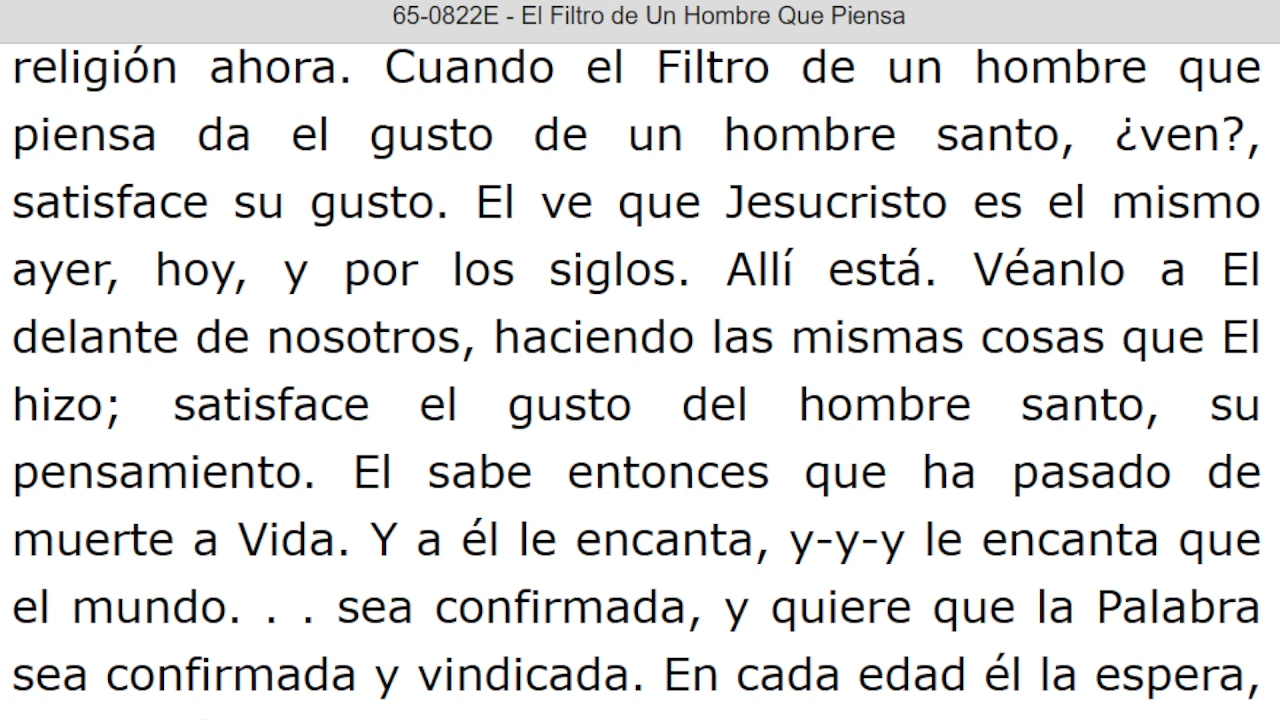 65-0822E - El Filtro de Un Hombre Que Piensa
religión ahora. Cuando el Filtro de un hombre que
piensa da el gusto de un hombre santo, ¿ven?,
satisface su gusto. El ve que Jesucristo es el mismo
ayer, hoy, y por los siglos. Allí está. Véanlo a El
delante de nosotros, haciendo las mismas cosas que El
hizo; satisface el gusto del hombre santo, su
pensamiento. El sabe entonces que ha pasado de
muerte a Vida. Y a él le encanta, y-y-y le encanta que
el mundo. . . sea confirmada, y quiere que la Palabra
sea confirmada y vindicada. En cada edad él la espera,